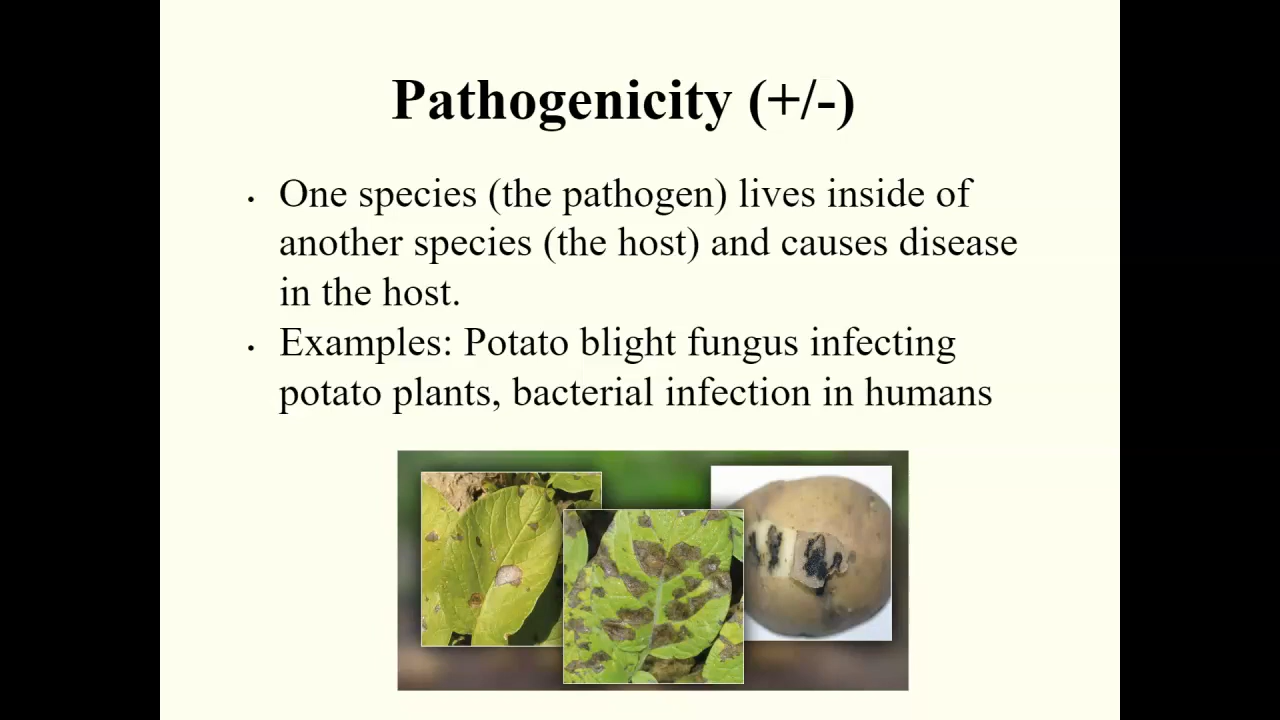 Pathogenicity (+/-)
• One species (the pathogen) lives inside of
another species (the host) and causes disease
in the host.
• Examples: Potato blight fungus infecting
potato plants, bacterial infection in humans